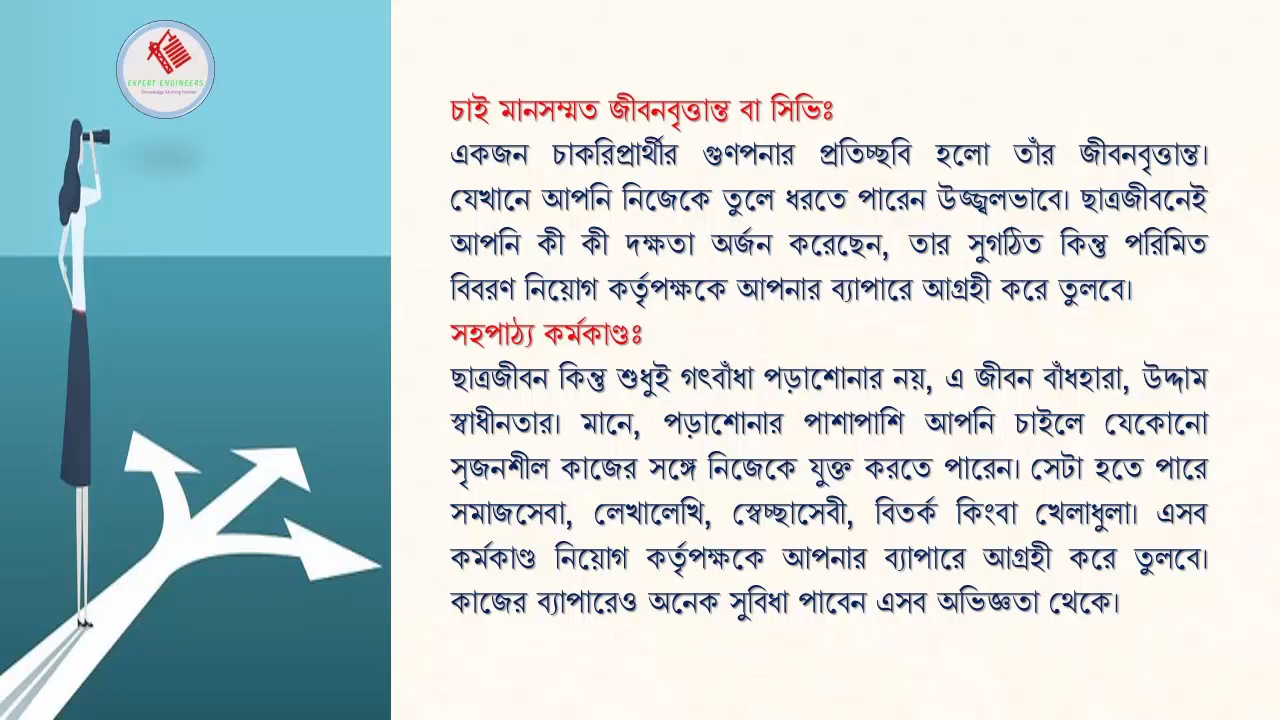 EXPERT ENGINEERS
Knowledge Sharing Forever
চাই মানসম্মত জীবনবৃত্তান্ত বা সিভিঃ
একজন চাকরিপ্রার্থীর গুণপনার প্রতিচ্ছবি হলো তাঁর জীবনবৃত্তান্ত।
যেখানে আপনি নিজেকে তুলে ধরতে পারেন উজ্জ্বলভাবে। ছাত্রজীবনেই
আপনি কী কী দক্ষতা অর্জন করেছেন, তার সুগঠিত কিন্তু পরিমিত
বিবরণ নিয়োগ কর্তৃপক্ষকে আপনার ব্যাপারে আগ্রহী করে তুলবে।
সহপাঠ্য কর্মকাণ্ডঃ
ছাত্রজীবন কিন্তু শুধুই গৎবাঁধা পড়াশোনার নয়, এ জীবন বাঁধহারা, উদ্দাম
স্বাধীনতার। মানে, পড়াশোনার পাশাপাশি আপনি চাইলে যেকোনো
সৃজনশীল কাজের সঙ্গে নিজেকে যুক্ত করতে পারেন। সেটা হতে পারে
সমাজসেবা, লেখালেখি, স্বেচ্ছাসেবী, বিতর্ক কিংবা খেলাধুলা। এসব
কর্মকাণ্ড নিয়োগ কর্তৃপক্ষকে আপনার ব্যাপারে আগ্রহী করে তুলবে।
কাজের ব্যাপারেও অনেক সুবিধা পাবেন এসব অভিজ্ঞতা থেকে।